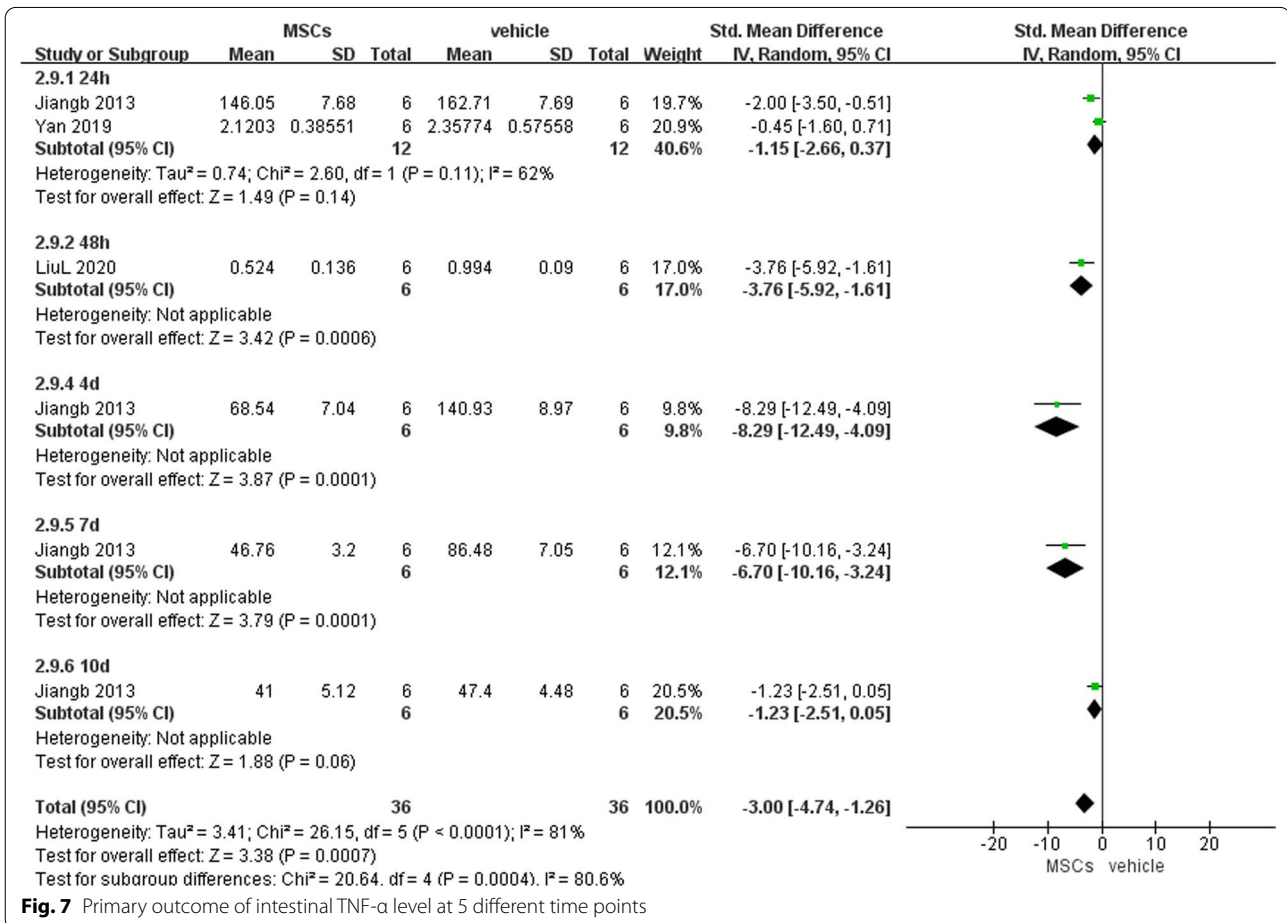 MSCs vehicle Std. Mean Difference Std. Mean Difference
Study or Subgroup Mean SD Total Mean SD Total Weight IV, Random, 95% CI IV, Random, 95% CI
2.9.1 24h
Jiangb 2013 146.05 7.68 6 162.71 7.69 6 19.7% -2.00 [-3.50, -0.51]
Yan 2019 2.1203 0.38551 6 2.35774 0.57558 6 20.9% -0.45 [-1.60, 0.71]
Subtotal (95% CI) 12 12 40.6% -1.15 [-2.66, 0.37]
Heterogeneity: Tau² = 0.74; Chi² = 2.60, df = 1 (P = 0.11); I² = 62%
Test for overall effect: Z = 1.49 (P = 0.14)
2.9.2 48h
LiuL 2020 0.524 0.136 6 0.994 0.09 6 17.0% -3.76 [-5.92, -1.61]
Subtotal (95% CI) 6 6 17.0% -3.76 [-5.92, -1.61]
Heterogeneity: Not applicable
Test for overall effect: Z = 3.42 (P = 0.0006)
2.9.4 4d
Jiangb 2013 68.54 7.04 6 140.93 8.97 6 9.8% -8.29 [-12.49, -4.09]
Subtotal (95% CI) 6 6 9.8% -8.29 [-12.49, -4.09]
Heterogeneity: Not applicable
Test for overall effect: Z = 3.87 (P = 0.0001)
2.9.5 7d
Jiangb 2013 46.76 3.2 6 86.48 7.05 6 12.1% -6.70 [-10.16, -3.24]
Subtotal (95% CI) 6 6 12.1% -6.70 [-10.16, -3.24]
Heterogeneity: Not applicable
Test for overall effect: Z = 3.79 (P = 0.0001)
2.9.6 10d
Jiangb 2013 41 5.12 6 47.4 4.48 6 20.5% -1.23 [-2.51, 0.05]
Subtotal (95% CI) 6 6 20.5% -1.23 [-2.51, 0.05]
Heterogeneity: Not applicable
Test for overall effect: Z = 1.88 (P = 0.06)
Total (95% CI) 36 36 100.0% -3.00 [-4.74, -1.26]
Heterogeneity: Tau² = 3.41; Chi² = 26.15, df = 5 (P < 0.0001); I² = 81%
Test for overall effect: Z = 3.38 (P = 0.0007)
Test for subgroup differences: Chi² = 20.64, df = 4 (P = 0.0004), I² = 80.6%
-20 -10 0 10 20
MSCs vehicle
Fig. 7 Primary outcome of intestinal TNF-α level at 5 different time points